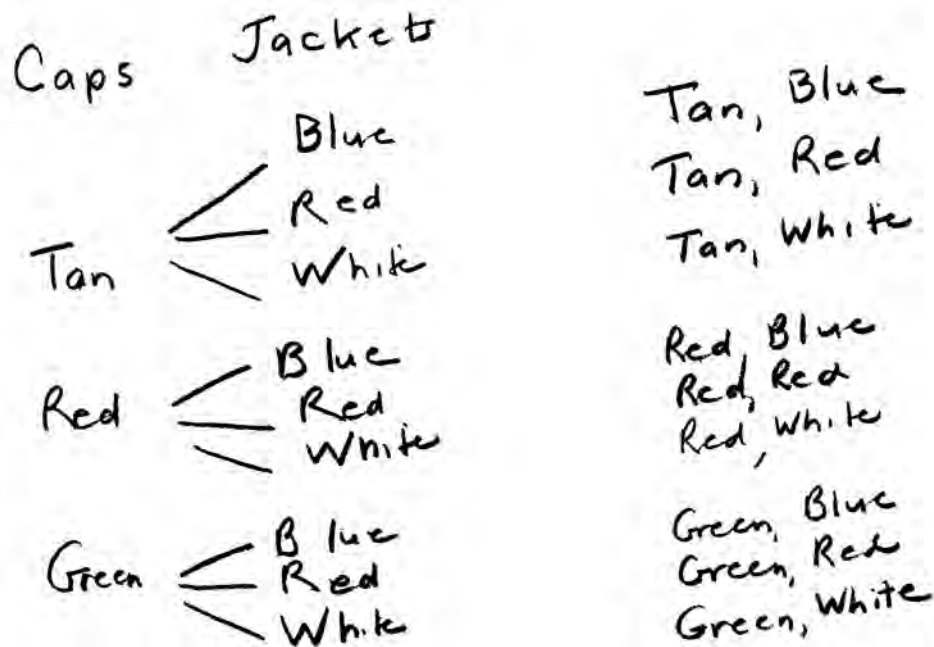 Caps Jackets
Blue Tan, Blue
Red Tan, Red
Tan White Tan, White
Blue Red, Blue
Red Red Red, Red
White Red, White
Blue Green, Blue
Green Red Green, Red
White Green, White